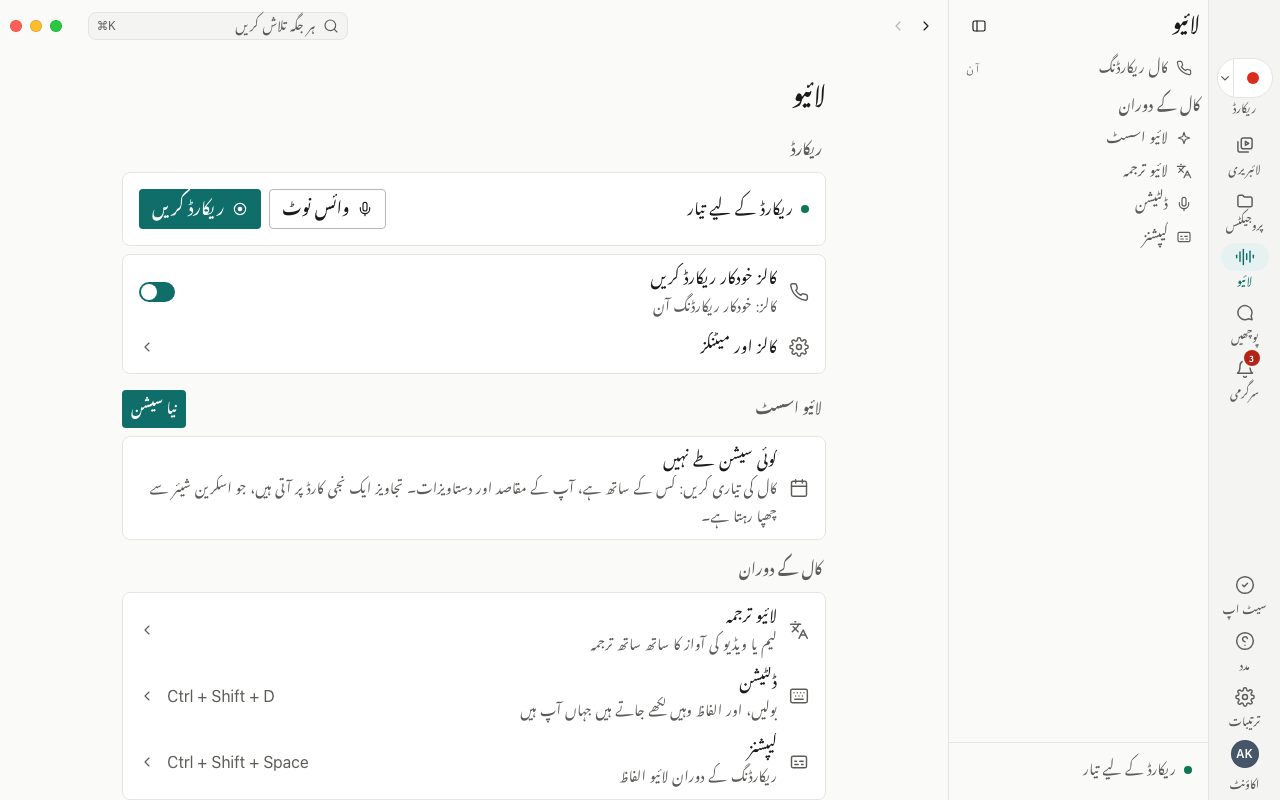 ریکارڈ
لائبریری
پروجیکٹس
لائیو
پوچھیں
3
سرگرمی
سیٹ اپ
مدد
ترتیبات
AK
اکاؤنٹ
لائیو
کال ریکارڈنگ
آن
کال کے دوران
لائیو اسسٹ
لائیو ترجمہ
ڈکٹیشن
کیپشنز
ریکارڈ کے لیے تیار
ہر جگہ تلاش کریں
⌘K
لائیو
ریکارڈ
ریکارڈ کے لیے تیار
وائس نوٹ
ریکارڈ کریں
کالز خودکار ریکارڈ کریں
کالز: خودکار ریکارڈنگ آن
کالز اور میٹنگز
لائیو اسسٹ
نیا سیشن
کوئی سیشن طے نہیں
کال کی تیاری کریں: کس کے ساتھ ہے، آپ کے مقاصد اور دستاویزات۔ تجاویز ایک نجی کارڈ پر آتی ہیں، جو اسکرین شیئر سے
چھپا رہتا ہے۔
کال کے دوران
لائیو ترجمہ
گیم یا ویڈیو کی آواز کا ساتھ ساتھ ترجمہ
ڈکٹیشن
بولیں، اور الفاظ وہیں لکھے جاتے ہیں جہاں آپ ہیں
Ctrl + Shift + D
کیپشنز
ریکارڈنگ کے دوران لائیو الفاظ
Ctrl + Shift + Space